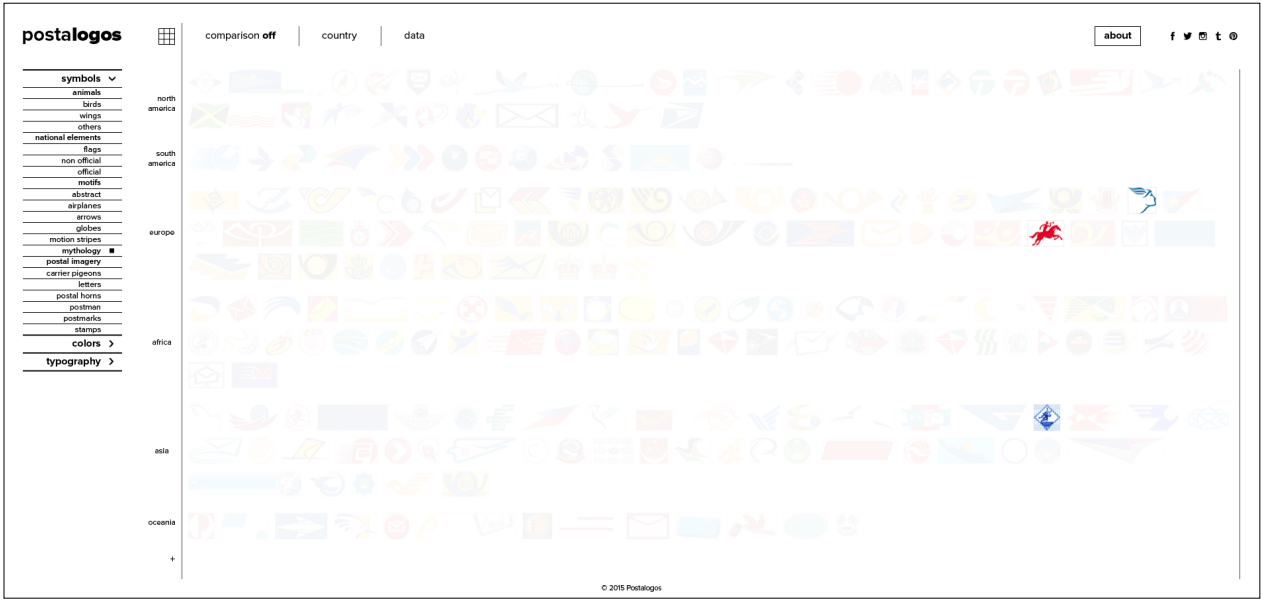 postalogos
comparison off
country
data
about
symbols
animals
birds
wings
others
national elements
flags
non official
official
motifs
abstract
airplanes
arrows
globes
motion stripes
mythology
postal imagery
carrier pigeons
letters
postal horns
postman
postmarks
stamps
colors
typography
north
america
south
america
europe
africa
asia
oceania
+
© 2015 Postalogos